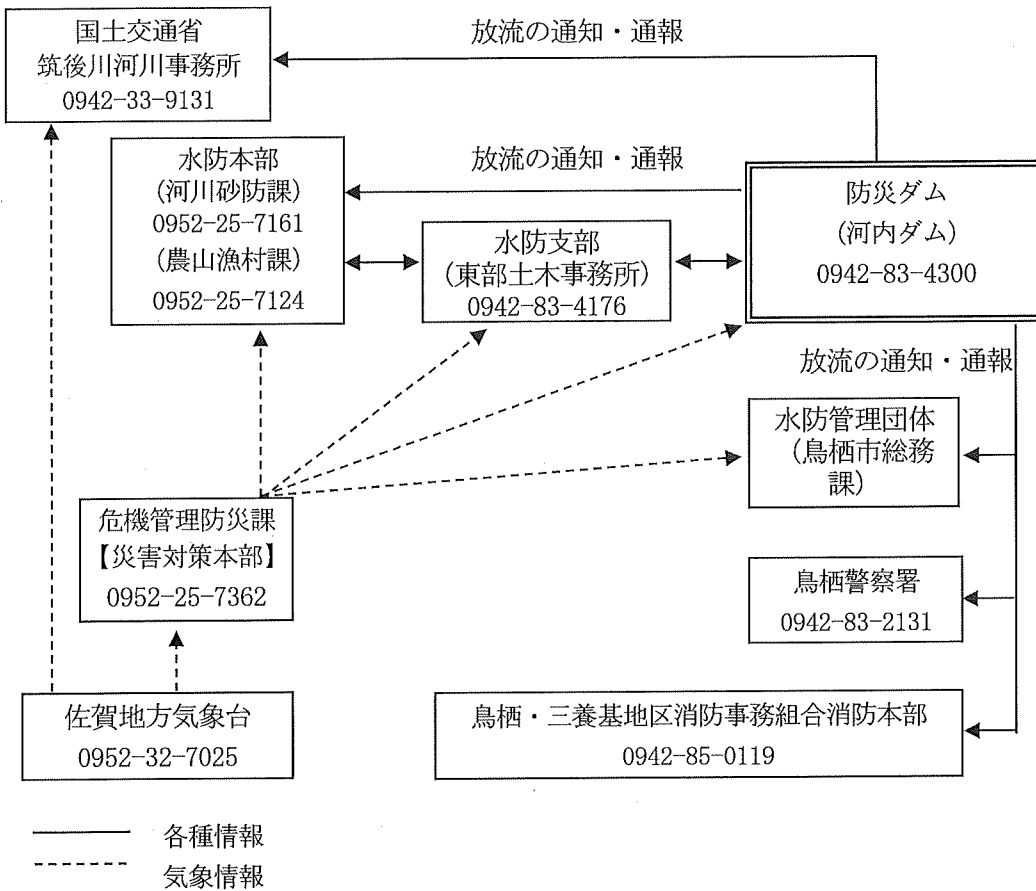 国土交通省
筑後川河川事務所
0942-33-9131
放流の通知・通報
水防本部
(河川砂防課)
0952-25-7161
(農山漁村課)
0952-25-7124
放流の通知・通報
水防支部
(東部土木事務所)
0942-83-4176
防災ダム
(河内ダム)
0942-83-4300
放流の通知・通報
水防管理団体
(鳥栖市総務
課)
危機管理防災課
【災害対策本部】
0952-25-7362
鳥栖警察署
0942-83-2131
佐賀地方気象台
0952-32-7025
鳥栖・三養基地区消防事務組合消防本部
0942-85-0119
各種情報
気象情報